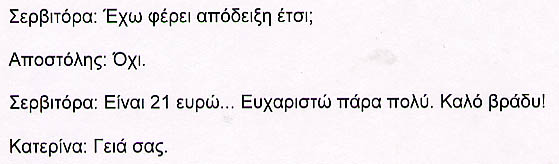 Σερβιτόρα: Έχω φέρει απόδειξη έτσι;
Αποστόλης: Όχι.
Σερβιτόρα: Είναι 21 ευρώ... Ευχαριστώ πάρα πολύ. Καλό βράδυ!
Κατερίνα: Γειά σας.